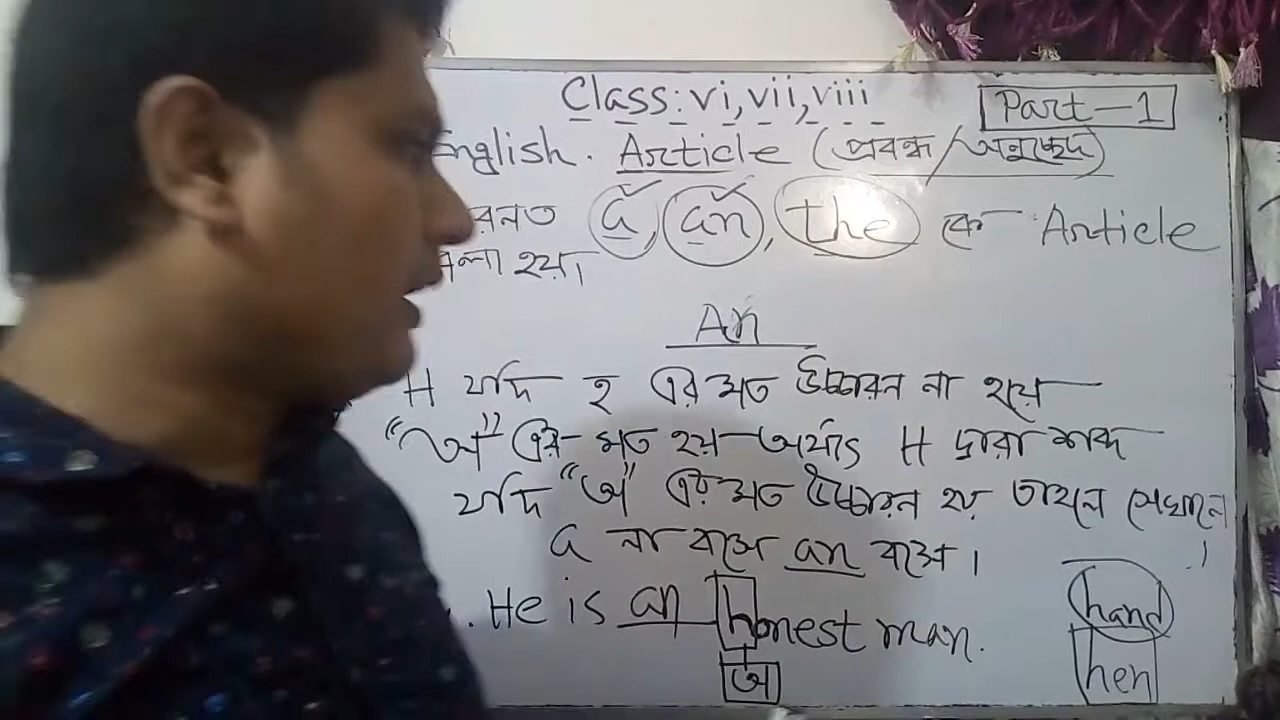 Class: vi, vii, viii
Part-1
English. Article (প্রবন্ধ/অনুচ্ছেদ)
রনত a, an, the কে Article
বলা হয়।
An
H যদি হ এর মত উচ্চারন না হয়ে
"অ" এর মত হয় অর্থাৎ H দ্বারা শব্দ
যদি "অ" এর মত উচ্চারন হয় তাহলে সেখানে
a না বসে an বসে।
He is an honest man.
অ
hand
hen